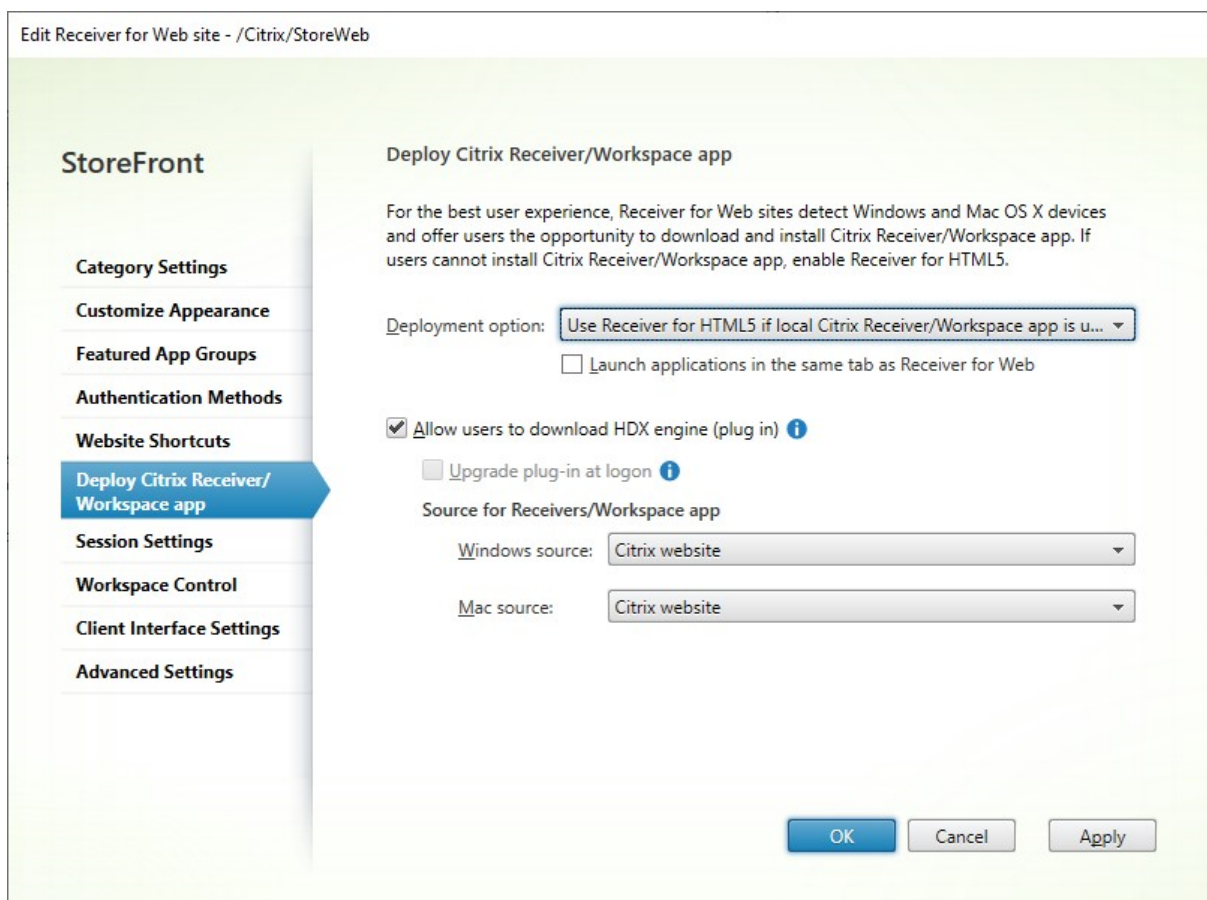 Edit Receiver for Web site - /Citrix/StoreWeb
StoreFront
Category Settings
Customize Appearance
Featured App Groups
Authentication Methods
Website Shortcuts
Deploy Citrix Receiver/
Workspace app
Session Settings
Workspace Control
Client Interface Settings
Advanced Settings
Deploy Citrix Receiver/Workspace app
For the best user experience, Receiver for Web sites detect Windows and Mac OS X devices
and offer users the opportunity to download and install Citrix Receiver/Workspace app. If
users cannot install Citrix Receiver/Workspace app, enable Receiver for HTML5.
Deployment option: Use Receiver for HTML5 if local Citrix Receiver/Workspace app is u...
Launch applications in the same tab as Receiver for Web
Allow users to download HDX engine (plug in)
Upgrade plug-in at logon
Source for Receivers/Workspace app
Windows source: Citrix website
Mac source: Citrix website
OK Cancel Apply